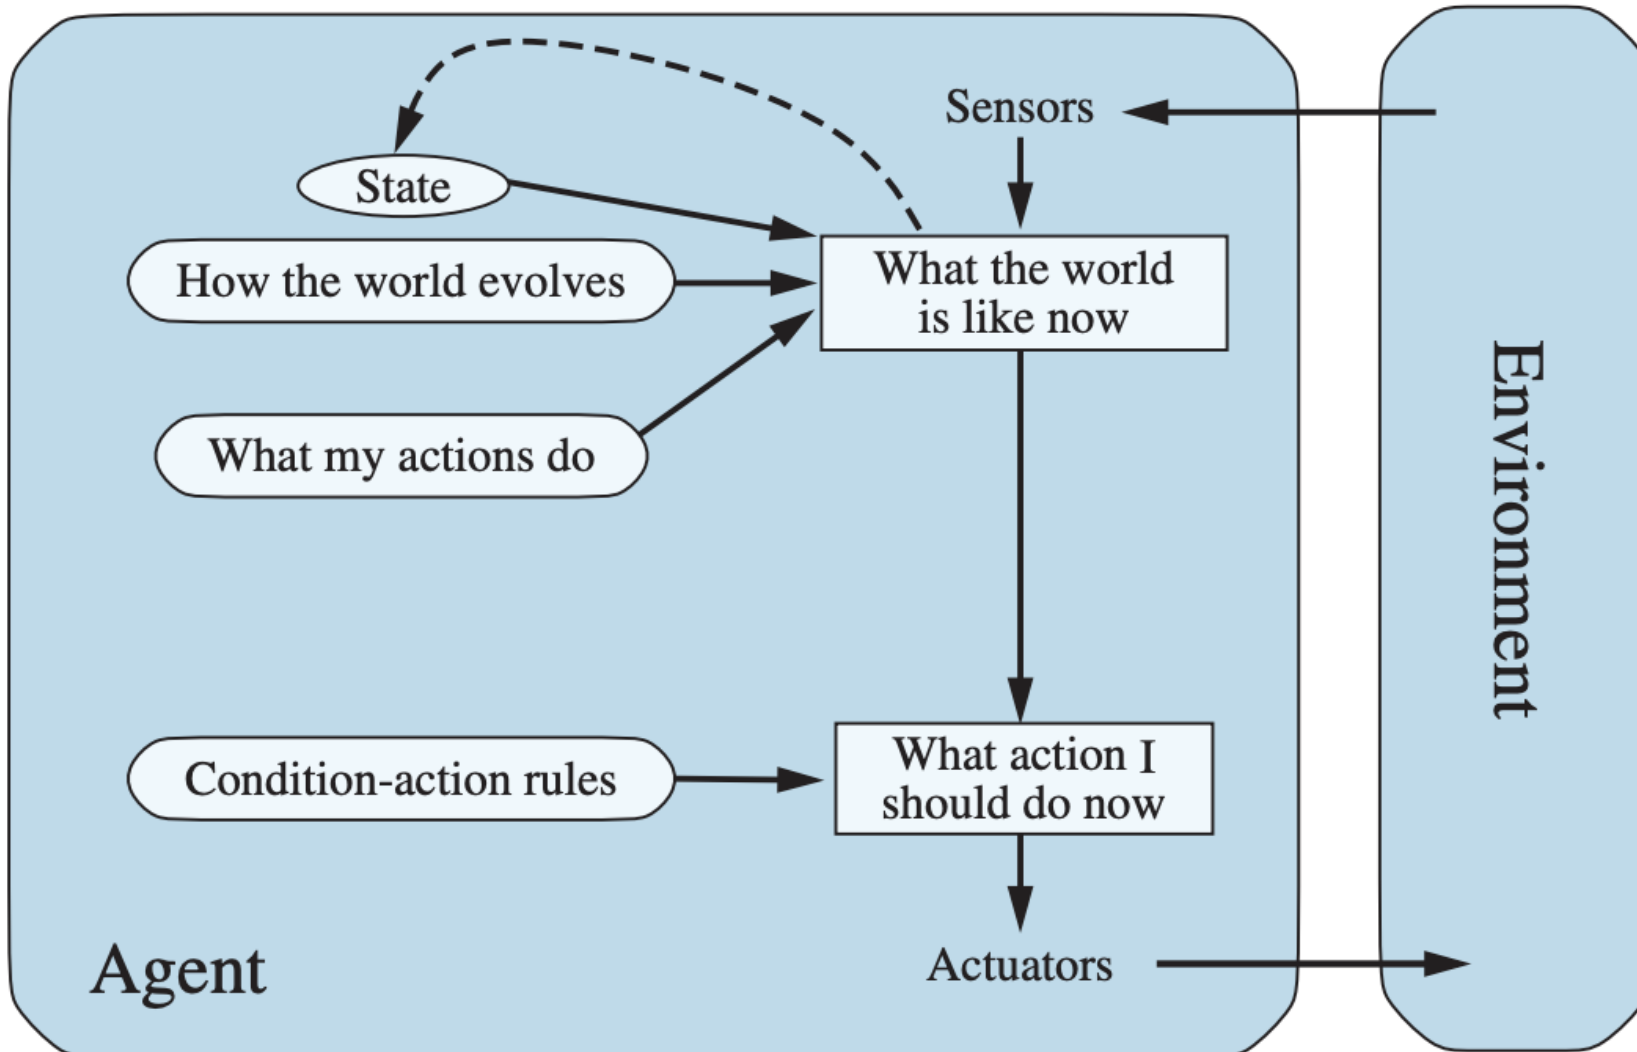 Sensors
State
What the world
is like now
How the world evolves
What my actions do
Environment
Condition-action rules
What action I
should do now
Agent
Actuators